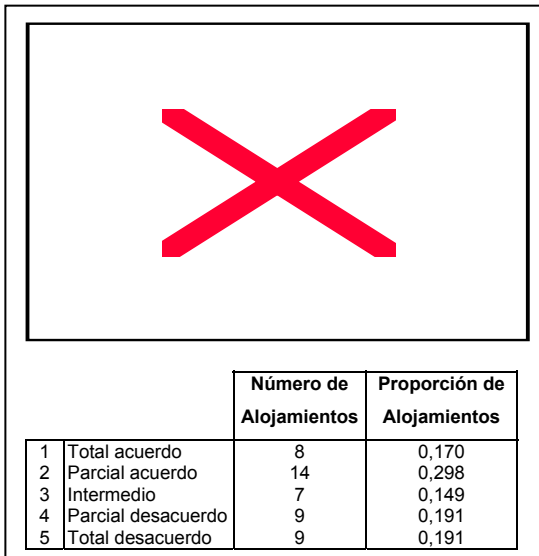 Número de Proporción de
Alojamientos Alojamientos
1 Total acuerdo 8 0,170
2 Parcial acuerdo 14 0,298
3 Intermedio 7 0,149
4 Parcial desacuerdo 9 0,191
5 Total desacuerdo 9 0,191